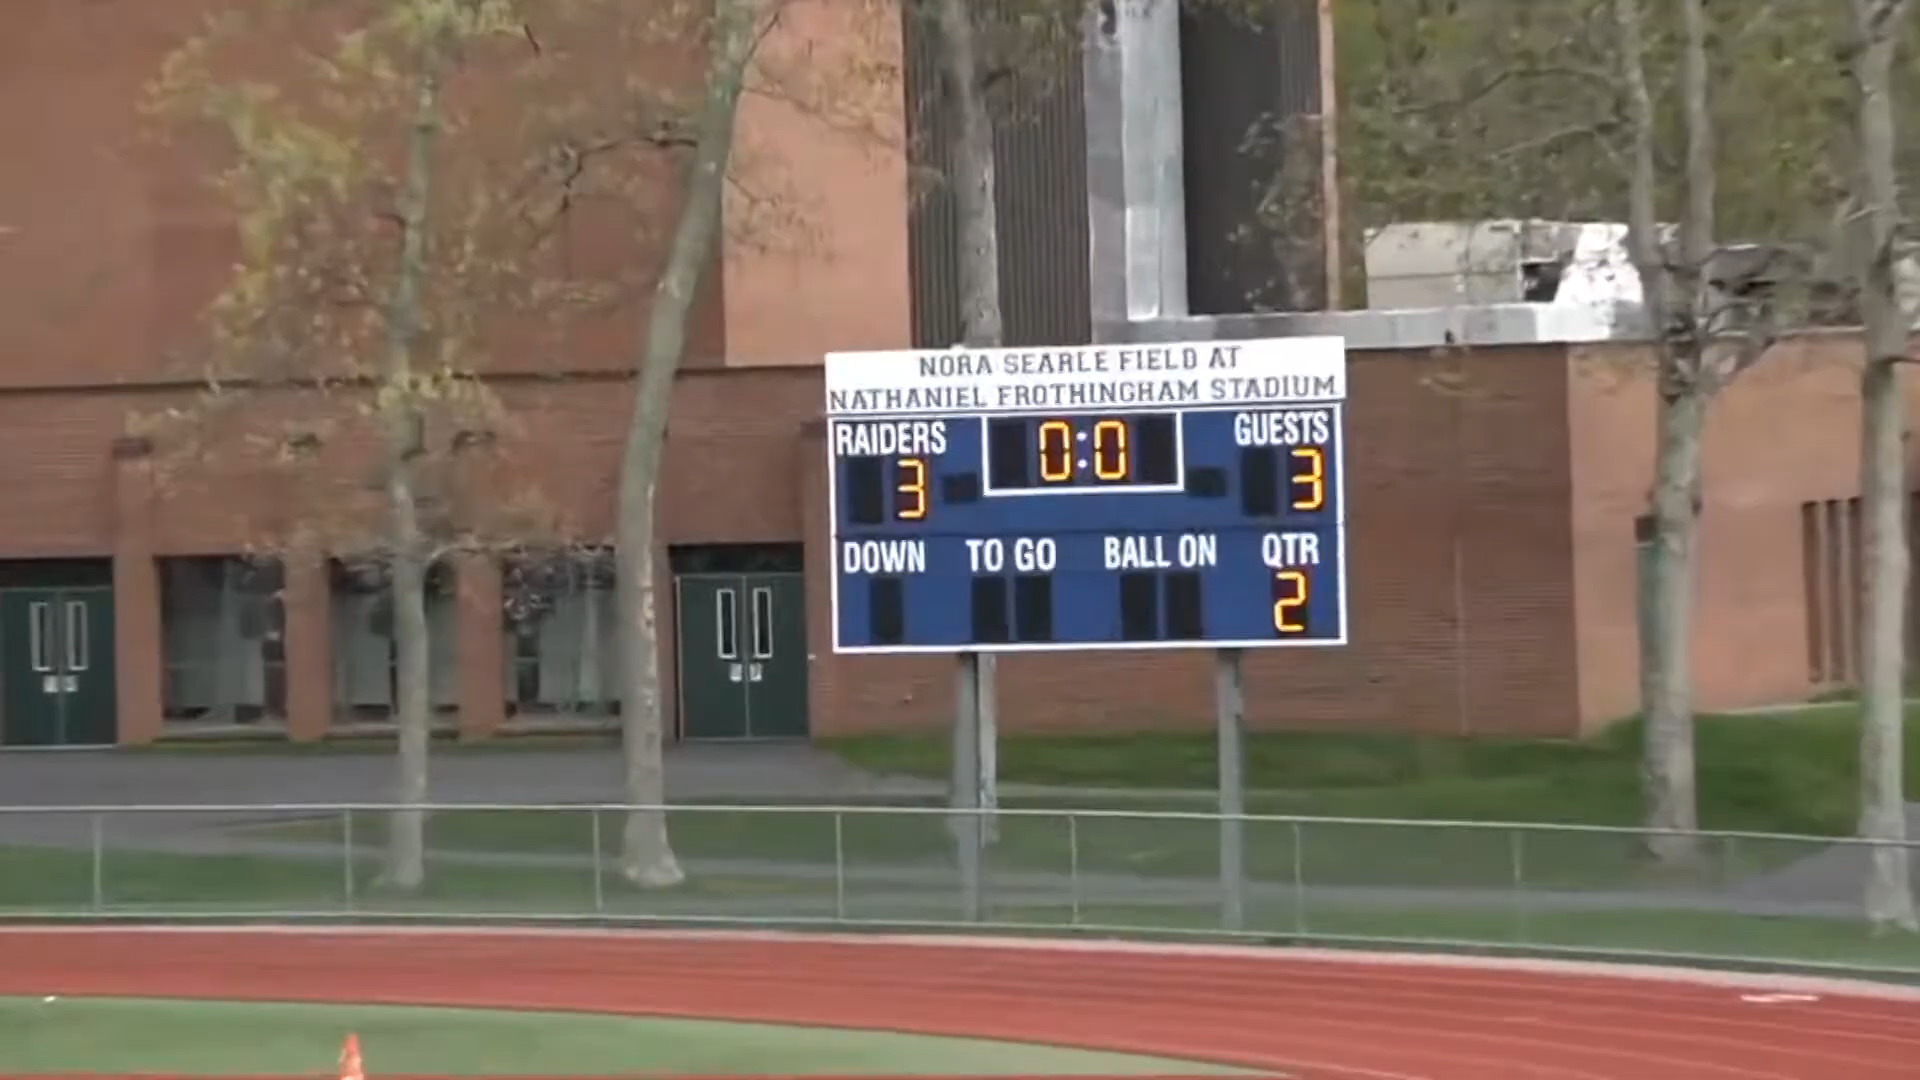 NORA SEARLE FIELD AT
NATHANIEL FROTHINGHAM STADIUM
RAIDERS 0:0 GUESTS
3 3
DOWN TO GO BALL ON QTR
2